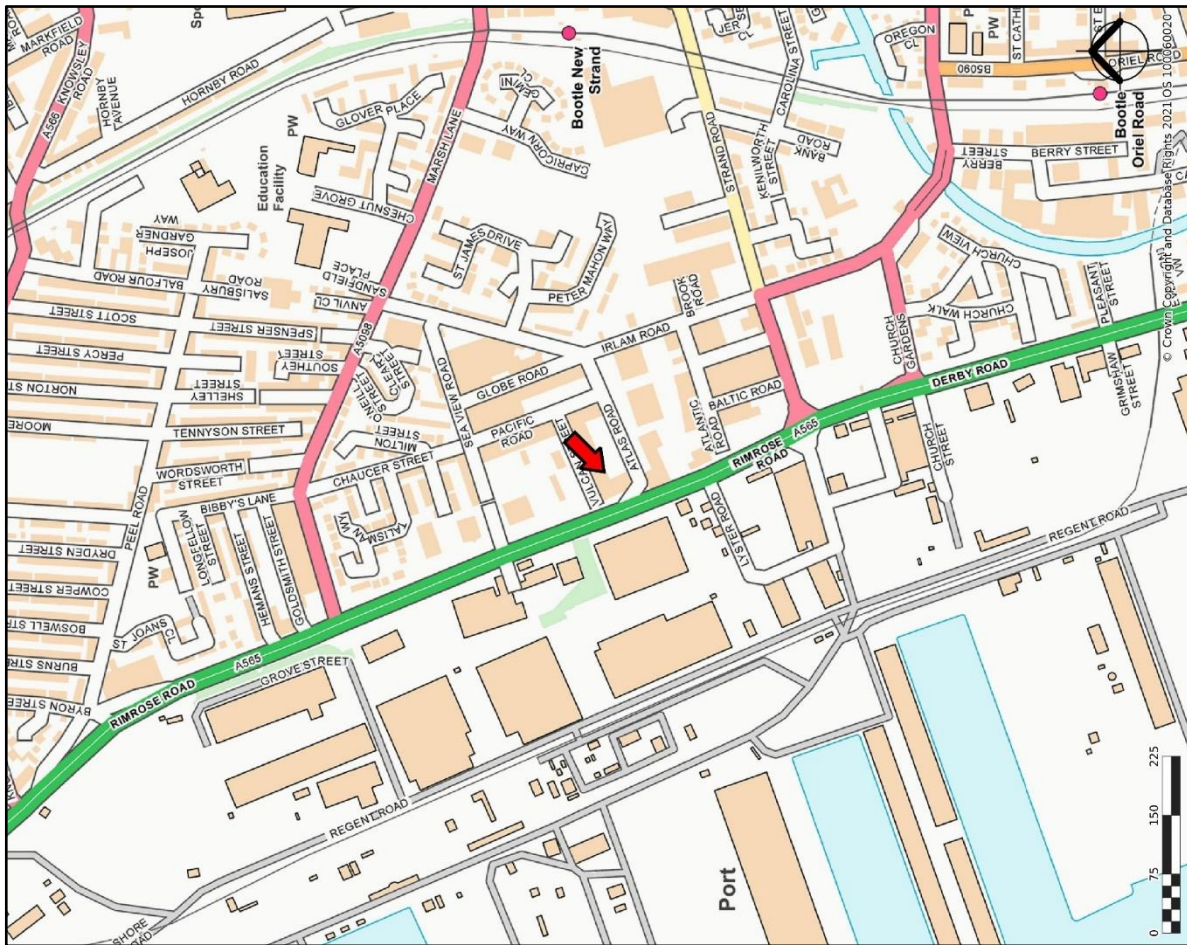 MARKFIELD
ROAD
A566 KNOWSLEY
ROAD
HORNBY
AVENUE
HORNBY ROAD
PW
GLOVER PLACE
GEMINI
CL
Bootle New
Strand
CAPRICORN WAY
MARSH LANE
Education
Facility
CHESNUT GROVE
JOSEPH
GARDNER
WAY
BALFOUR ROAD
SALISBURY
ROAD
SANDFIELD
PLACE
ANVIL CL
ST JAMES DRIVE
PETER MAHON WAY
STRAND ROAD
CAROLINA STREET
KENILWORTH
STREET
BANK
ROAD
OREGON
CL
PW
ST CATH
B5090
ORIEL ROAD
Bootle
Oriel Road
BERRY
STREET
BERRY STREET
SCOTT STREET
SPENSER STREET
PERCY STREET
SOUTHEY
STREET
NORTON
SHELLEY
STREET
MOORE
TENNYSON STREET
WORDSWORTH
STREET
A5098
O'NEILL
STREET
CLEARY
STREET
MILTON
STREET
CHAUCER STREET
SEA VIEW ROAD
GLOBE ROAD
PACIFIC
ROAD
IRLAM ROAD
BROOK
ROAD
ATLAS ROAD
ATLANTIC
ROAD
BALTIC ROAD
CHURCH
GARDENS
CHURCH VIEW
CHURCH WALK
PLEASANT
STREET
GRIMSHAW
STREET
DERBY ROAD
CHURCH
STREET
RIMROSE
ROAD
A565
LYSTER ROAD
REGENT ROAD
PEEL ROAD
BIBBY'S LANE
LONGFELLOW
STREET
HEMANS STREET
GOLDSMITH STREET
DRYDEN STREET
PW
COWPER STREET
BOSWELL
ST JOANS
CL
BURNS
BYRON STREET
RIMROSE ROAD
A565
GROVE STREET
REGENT ROAD
SHORE
ROAD
Port
0
75
150
225
© Crown Copyright and Database Rights 2021 OS 100060020